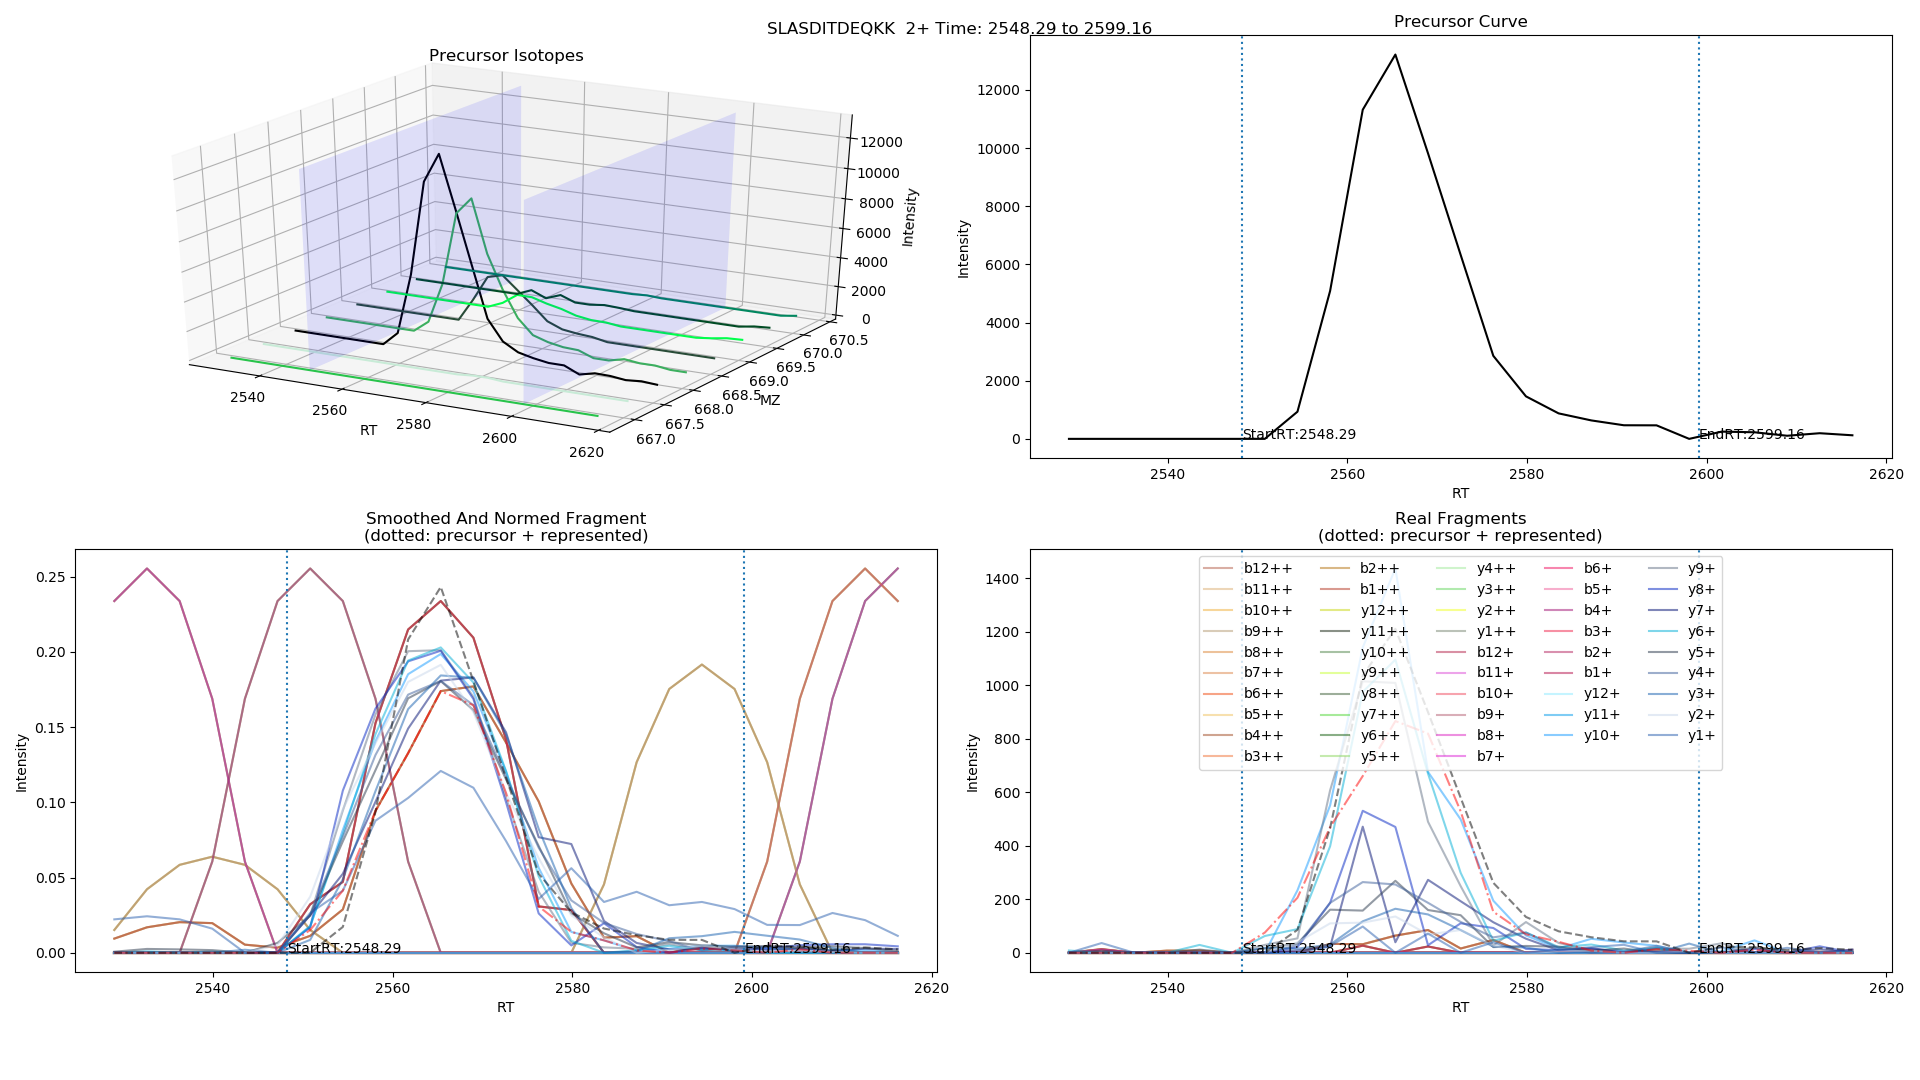 SLASDITDEQKK  2+ Time: 2548.29 to 2599.16
Precursor Isotopes
12000
10000
8000
6000
4000
2000
0
Intensity
670.5
670.0
669.5
669.0
668.5
668.0
667.5
667.0
MZ
2540
2560
2580
2600
2620
RT
Precursor Curve
12000
10000
8000
6000
4000
2000
0
Intensity
StartRT:2548.29
EndRT:2599.16
2540
2560
2580
2600
2620
RT
Smoothed And Normed Fragment
(dotted: precursor + represented)
0.25
0.20
0.15
0.10
0.05
0.00
Intensity
StartRT:2548.29
EndRT:2599.16
2540
2560
2580
2600
2620
RT
Real Fragments
(dotted: precursor + represented)
1400
1200
1000
800
600
400
200
0
Intensity
b12++
b11++
b10++
b9++
b8++
b7++
b6++
b5++
b4++
b3++
b2++
b1++
y12++
y11++
y10++
y9++
y8++
y7++
y6++
y5++
y4++
y3++
y2++
y1++
b12+
b11+
b10+
b9+
b8+
b7+
b6+
b5+
b4+
b3+
b2+
b1+
y12+
y11+
y10+
y9+
y8+
y7+
y6+
y5+
y4+
y3+
y2+
y1+
StartRT:2548.29
EndRT:2599.16
2540
2560
2580
2600
2620
RT